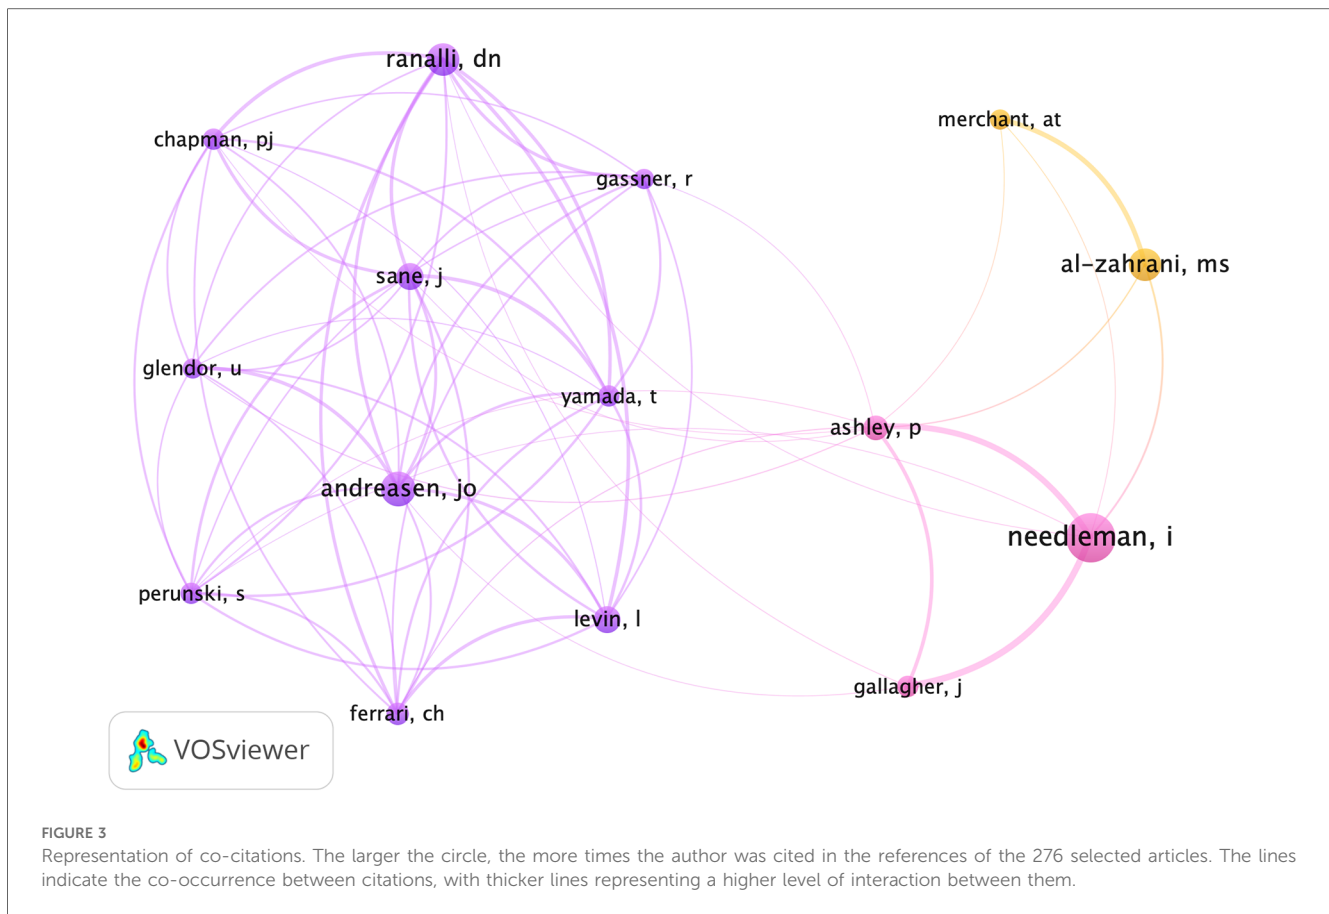 ranalli, dn
merchant, at
chapman, pj
gassner, r
al-zahrani, ms
sane, j
glendor, u
yamada, t
ashley, p
andreasen, jo
needleman, i
perunski, s
levin, l
gallagher, j
ferrari, ch
VOSviewer
FIGURE 3
Representation of co-citations. The larger the circle, the more times the author was cited in the references of the 276 selected articles. The lines
indicate the co-occurrence between citations, with thicker lines representing a higher level of interaction between them.